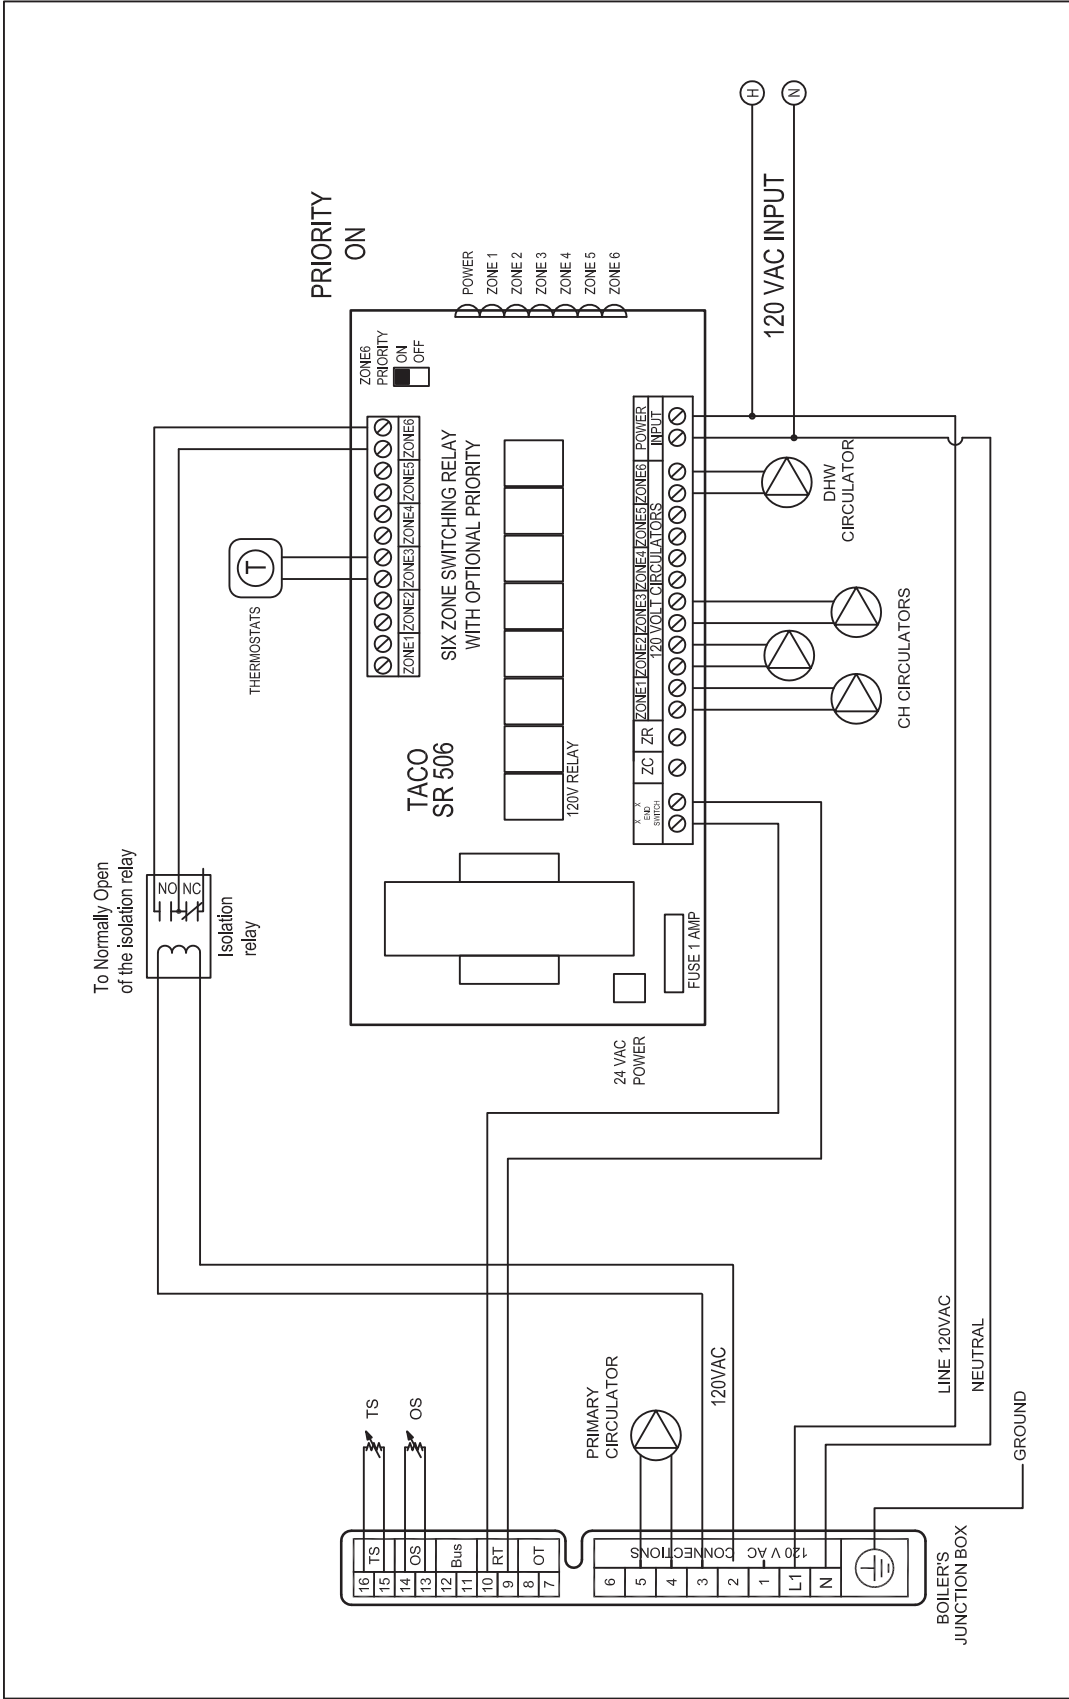 PRIORITY
ON
To Normally Open
of the isolation relay
NO
NC
Isolation
relay
T
THERMOSTATS
ZONE6
PRIORITY
ON
OFF
POWER
ZONE 1
ZONE 2
ZONE 3
ZONE 4
ZONE 5
ZONE 6
ZONE1
ZONE2
ZONE3
ZONE4
ZONE5
ZONE6
TACO
SR 506
SIX ZONE SWITCHING RELAY
WITH OPTIONAL PRIORITY
120V RELAY
24 VAC
POWER
FUSE 1 AMP
X X
END
SWITCH
ZC
ZR
ZONE1
ZONE2
ZONE3
ZONE4
ZONE5
ZONE6
120 VOLT CIRCULATORS
POWER
INPUT
H
N
120 VAC INPUT
DHW
CIRCULATOR
CH CIRCULATORS
TS
OS
16
15
14
13
12
11
10
9
8
7
TS
OS
Bus
RT
OT
PRIMARY
CIRCULATOR
120VAC
6
5
4
3
2
1
L1
N
120 V AC CONNECTIONS
LINE 120VAC
NEUTRAL
GROUND
BOILER'S
JUNCTION BOX